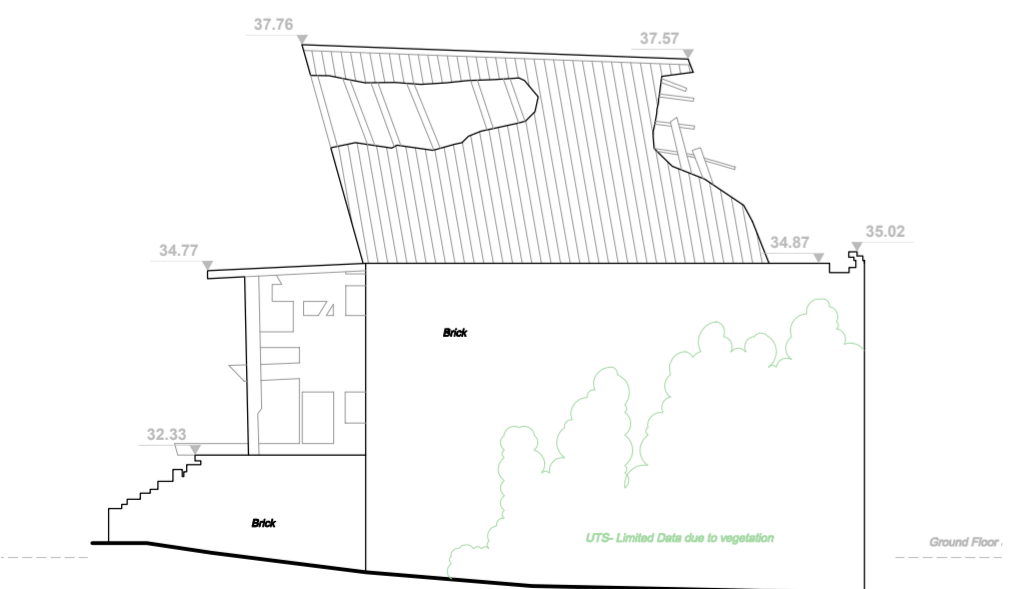 37.76
37.57
35.02
34.87
34.77
Brick
32.33
Brick
UTS- Limited Data due to vegetation
Ground Floor